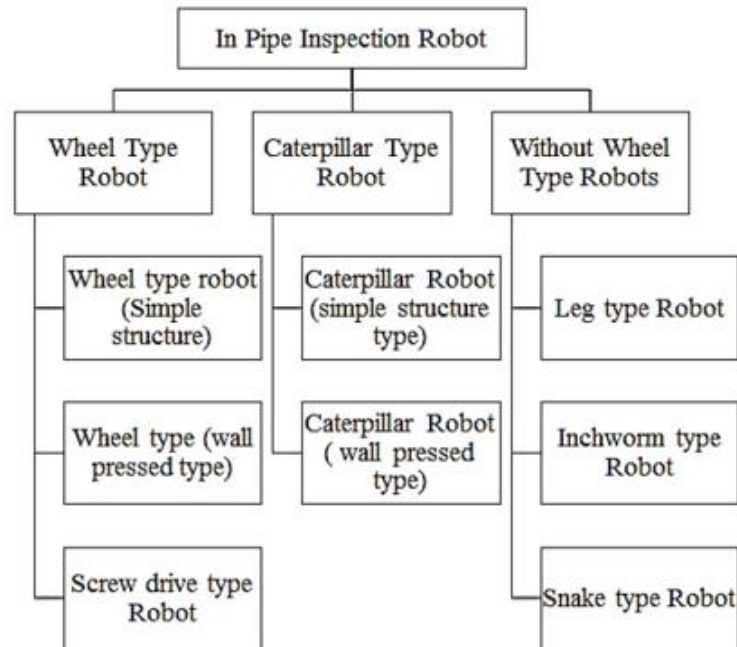 In Pipe Inspection Robot
Wheel Type
Robot
Caterpillar Type
Robot
Without Wheel
Type Robots
Wheel type robot
(Simple
structure)
Caterpillar Robot
(simple structure
type)
Leg type Robot
Wheel type (wall
pressed type)
Caterpillar Robot
( wall pressed
type)
Inchworm type
Robot
Screw drive type
Robot
Snake type Robot